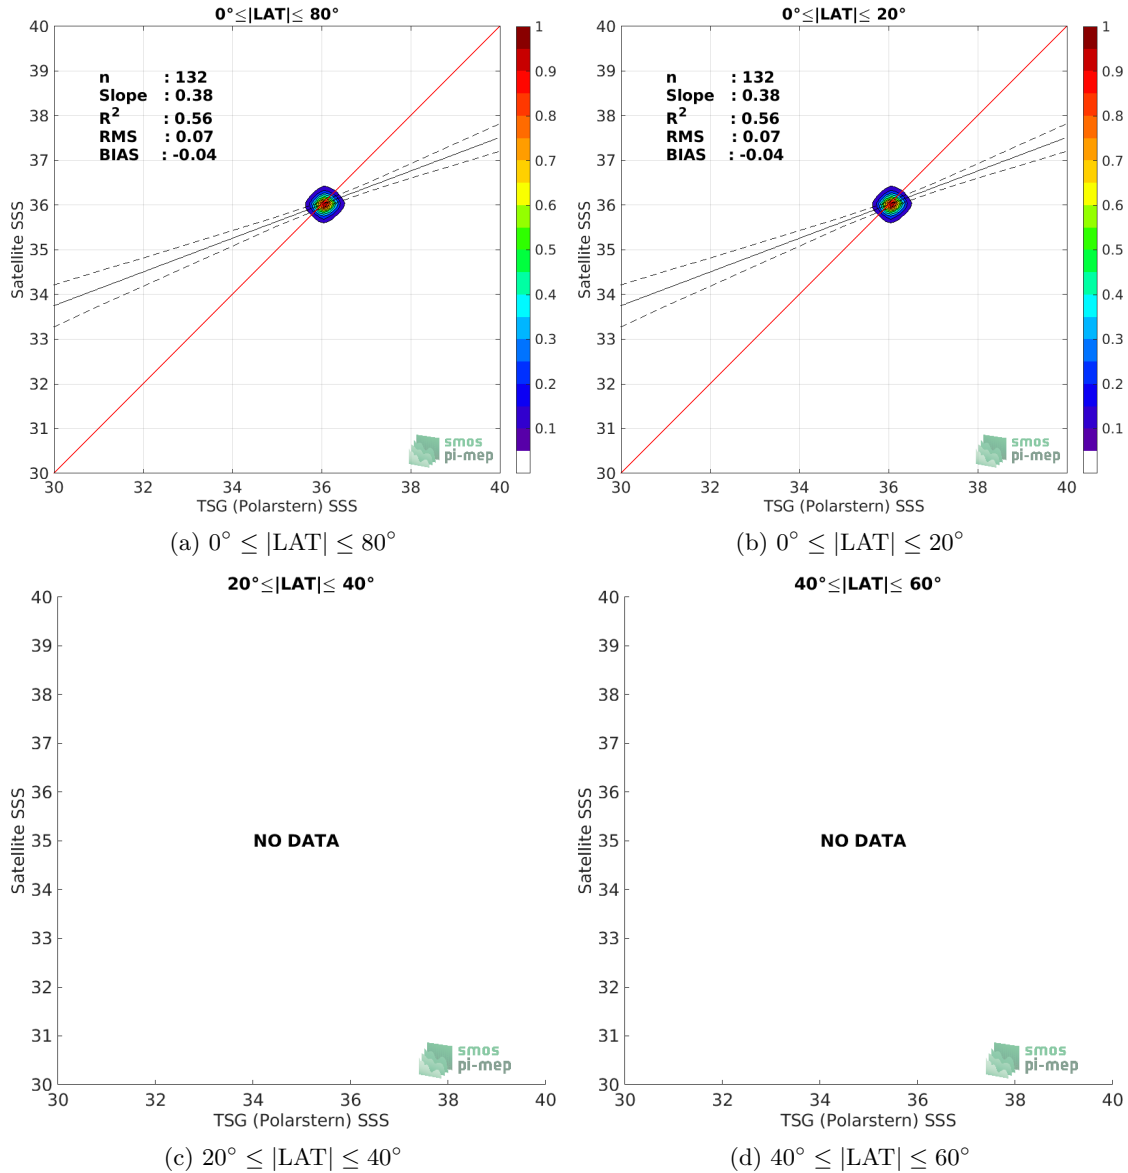 0°≤|LAT|≤ 80°
40
39
38
37
36
35
34
33
32
31
30
Satellite SSS
n : 132
Slope : 0.38
R² : 0.56
RMS : 0.07
BIAS : -0.04
smos
pi-mep
30 32 34 36 38 40
TSG (Polarstern) SSS
1
0.9
0.8
0.7
0.6
0.5
0.4
0.3
0.2
0.1
(a) 0° ≤ |LAT| ≤ 80°
0°≤|LAT|≤ 20°
40
39
38
37
36
35
34
33
32
31
30
Satellite SSS
n : 132
Slope : 0.38
R² : 0.56
RMS : 0.07
BIAS : -0.04
smos
pi-mep
30 32 34 36 38 40
TSG (Polarstern) SSS
1
0.9
0.8
0.7
0.6
0.5
0.4
0.3
0.2
0.1
(b) 0° ≤ |LAT| ≤ 20°
20°≤|LAT|≤ 40°
40
39
38
37
36
35
34
33
32
31
30
Satellite SSS
NO DATA
smos
pi-mep
30 32 34 36 38 40
TSG (Polarstern) SSS
(c) 20° ≤ |LAT| ≤ 40°
40°≤|LAT|≤ 60°
40
39
38
37
36
35
34
33
32
31
30
Satellite SSS
NO DATA
smos
pi-mep
30 32 34 36 38 40
TSG (Polarstern) SSS
(d) 40° ≤ |LAT| ≤ 60°